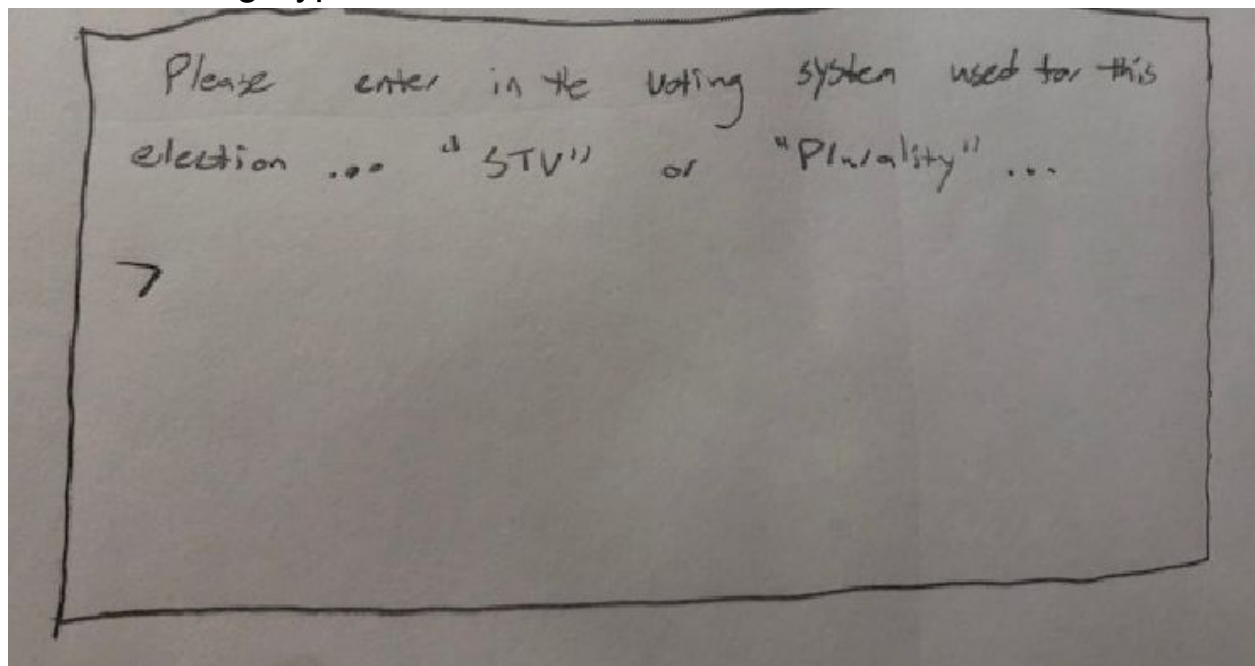 Please enter in the voting system used for this
election ... "STV" or "Plurality" ...
>